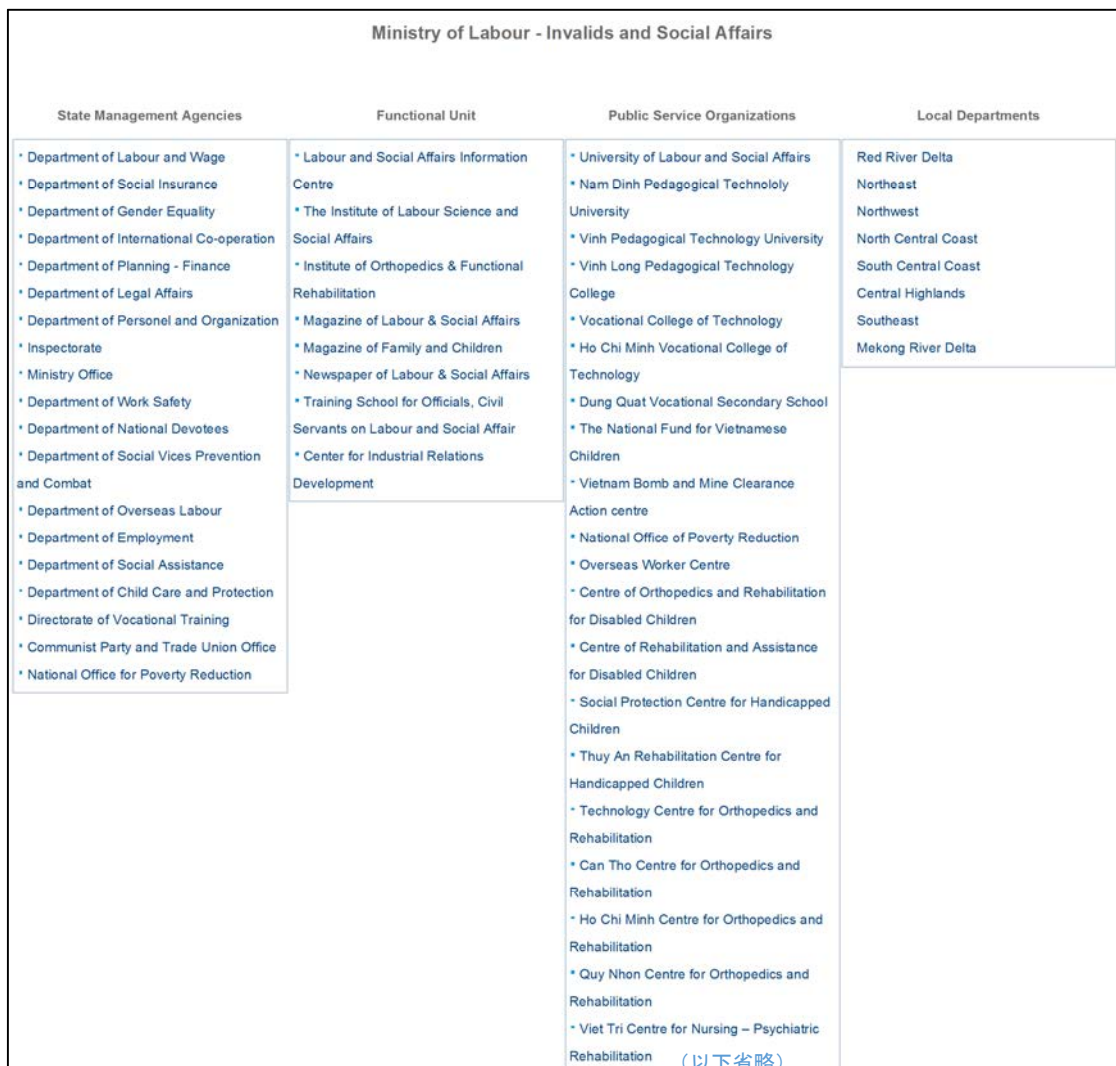 Ministry of Labour - Invalids and Social Affairs
State Management Agencies
* Department of Labour and Wage
* Department of Social Insurance
* Department of Gender Equality
* Department of International Co-operation
* Department of Planning - Finance
* Department of Legal Affairs
* Department of Personel and Organization
* Inspectorate
* Ministry Office
* Department of Work Safety
* Department of National Devotees
* Department of Social Vices Prevention
and Combat
* Department of Overseas Labour
* Department of Employment
* Department of Social Assistance
* Department of Child Care and Protection
* Directorate of Vocational Training
* Communist Party and Trade Union Office
* National Office for Poverty Reduction
Functional Unit
* Labour and Social Affairs Information
Centre
* The Institute of Labour Science and
Social Affairs
* Institute of Orthopedics & Functional
Rehabilitation
* Magazine of Labour & Social Affairs
* Magazine of Family and Children
* Newspaper of Labour & Social Affairs
* Training School for Officials, Civil
Servants on Labour and Social Affair
* Center for Industrial Relations
Development
Public Service Organizations
* University of Labour and Social Affairs
* Nam Dinh Pedagogical Technololy
University
* Vinh Pedagogical Technology University
* Vinh Long Pedagogical Technology
College
* Vocational College of Technology
* Ho Chi Minh Vocational College of
Technology
* Dung Quat Vocational Secondary School
* The National Fund for Vietnamese
Children
* Vietnam Bomb and Mine Clearance
Action centre
* National Office of Poverty Reduction
* Overseas Worker Centre
* Centre of Orthopedics and Rehabilitation
for Disabled Children
* Centre of Rehabilitation and Assistance
for Disabled Children
* Social Protection Centre for Handicapped
Children
* Thuy An Rehabilitation Centre for
Handicapped Children
* Technology Centre for Orthopedics and
Rehabilitation
* Can Tho Centre for Orthopedics and
Rehabilitation
* Ho Chi Minh Centre for Orthopedics and
Rehabilitation
* Quy Nhon Centre for Orthopedics and
Rehabilitation
* Viet Tri Centre for Nursing – Psychiatric
Rehabilitation (以下省略)
Local Departments
Red River Delta
Northeast
Northwest
North Central Coast
South Central Coast
Central Highlands
Southeast
Mekong River Delta